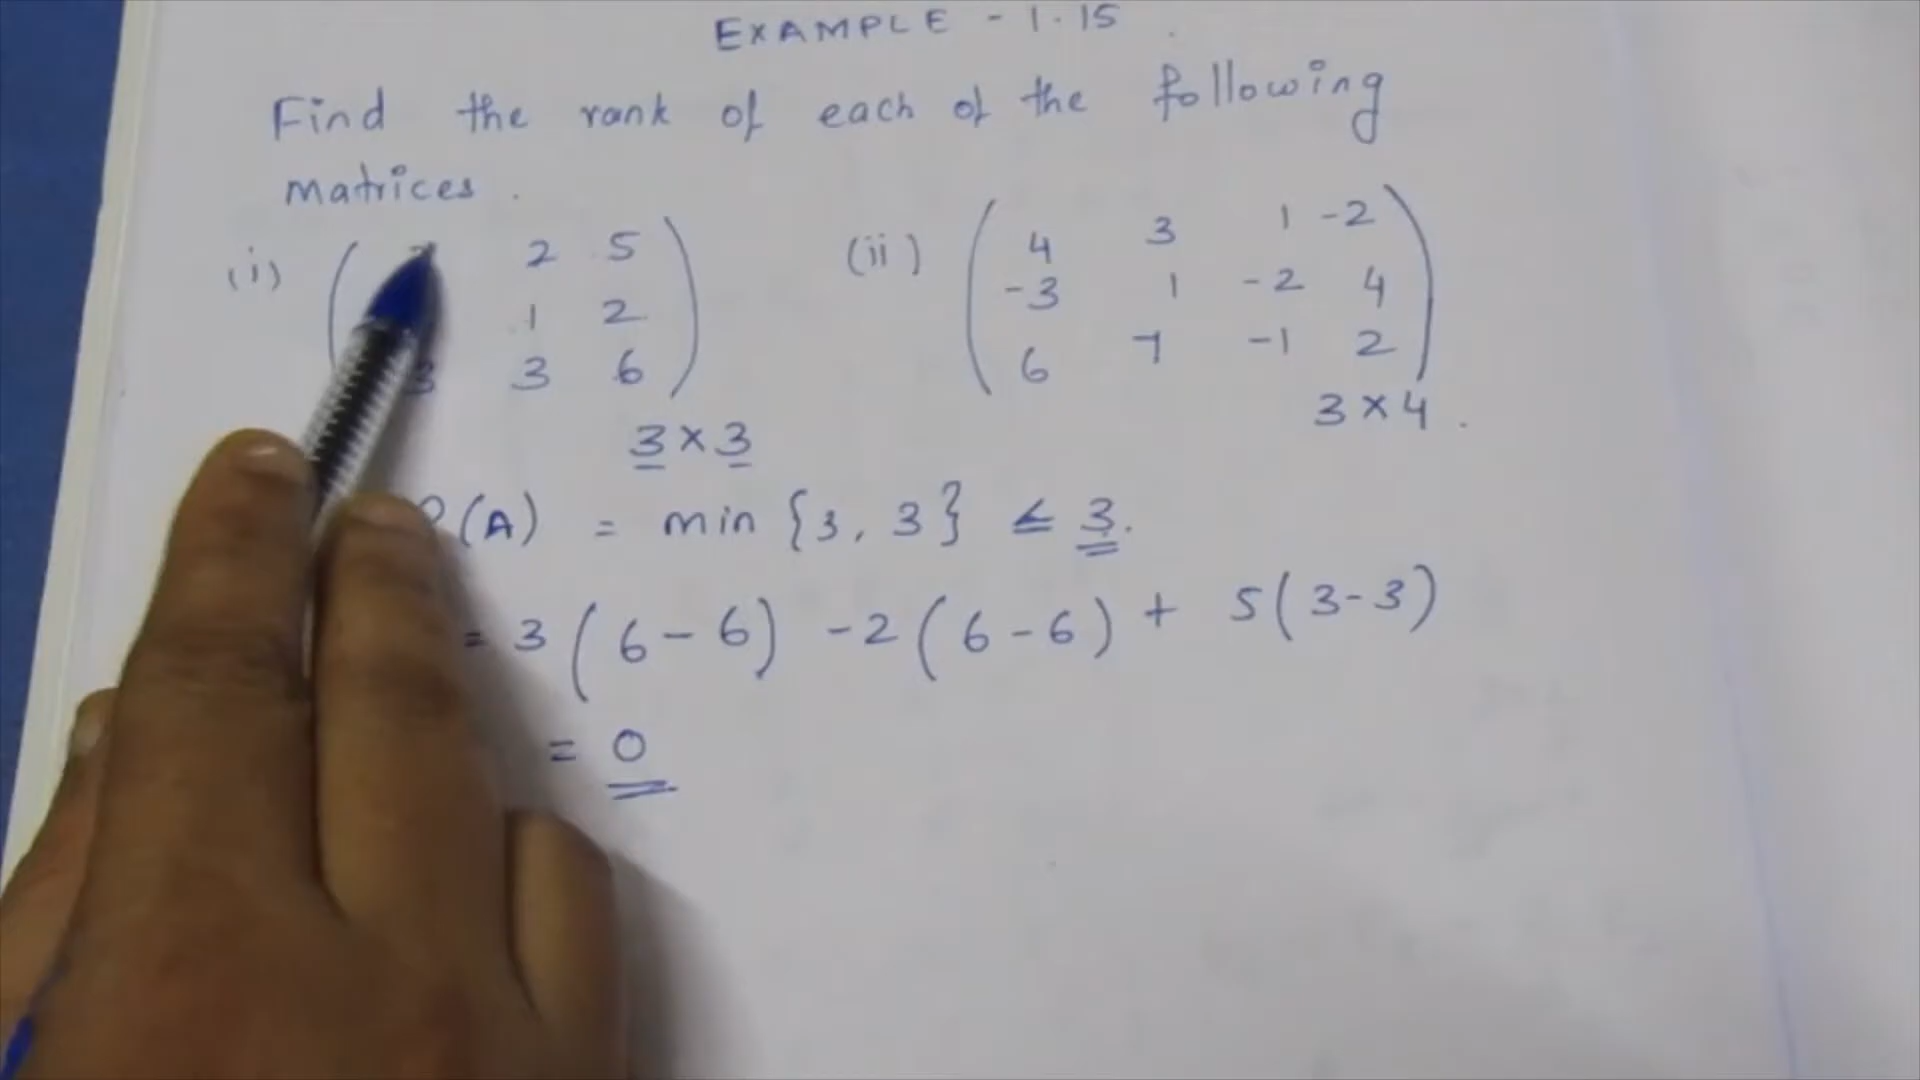 EXAMPLE - 1.15
Find the rank of each of the following
matrices.
(i) ( 2 5 ) (ii) ( 4 3 1 -2 )
1 2 -3 1 -2 4
3 3 6 6 7 -1 2
3 × 3 3 × 4.
(A) = min {3, 3} ≤ 3.
= 3 (6 - 6) - 2 (6 - 6) + 5 (3 - 3)
= 0